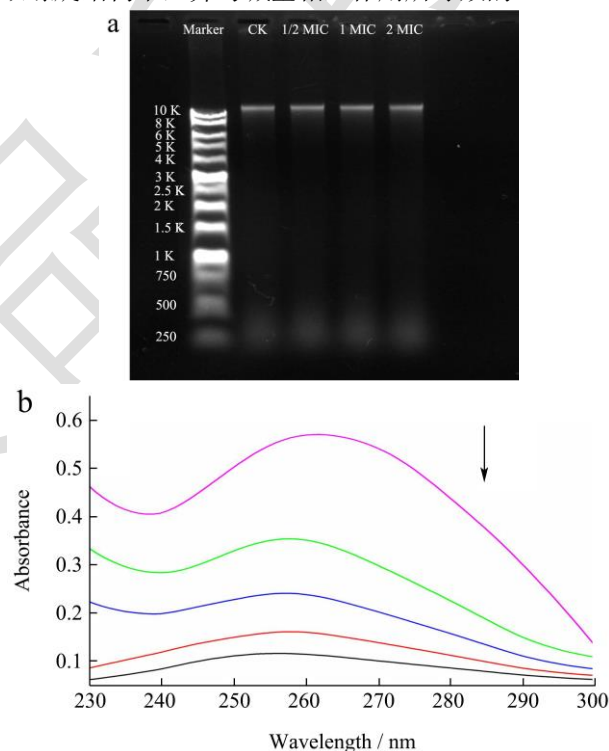 a
Marker CK 1/2 MIC 1 MIC 2 MIC
10 K
8 K
6 K
5 K
4 K
3 K
2.5 K
2 K
1.5 K
1 K
750
500
250
b
0.6
0.5
0.4
0.3
0.2
0.1
Absorbance
230 240 250 260 270 280 290 300
Wavelength / nm